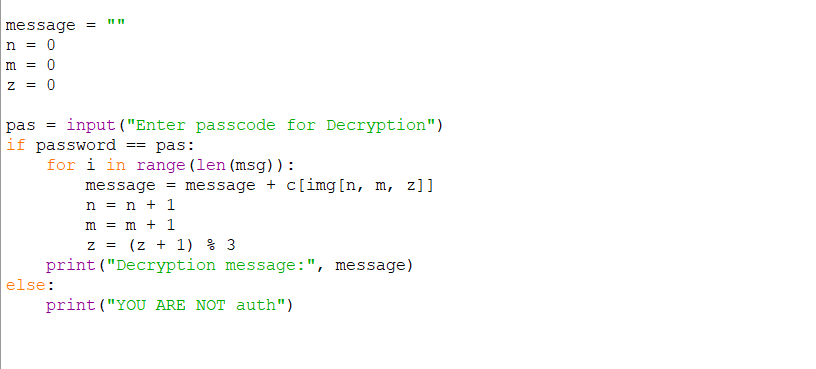 message = ""
n = 0
m = 0
z = 0

pas = input("Enter passcode for Decryption")
if password == pas:
    for i in range(len(msg)):
        message = message + c[img[n, m, z]]
        n = n + 1
        m = m + 1
        z = (z + 1) % 3
    print("Decryption message:", message)
else:
    print("YOU ARE NOT auth")